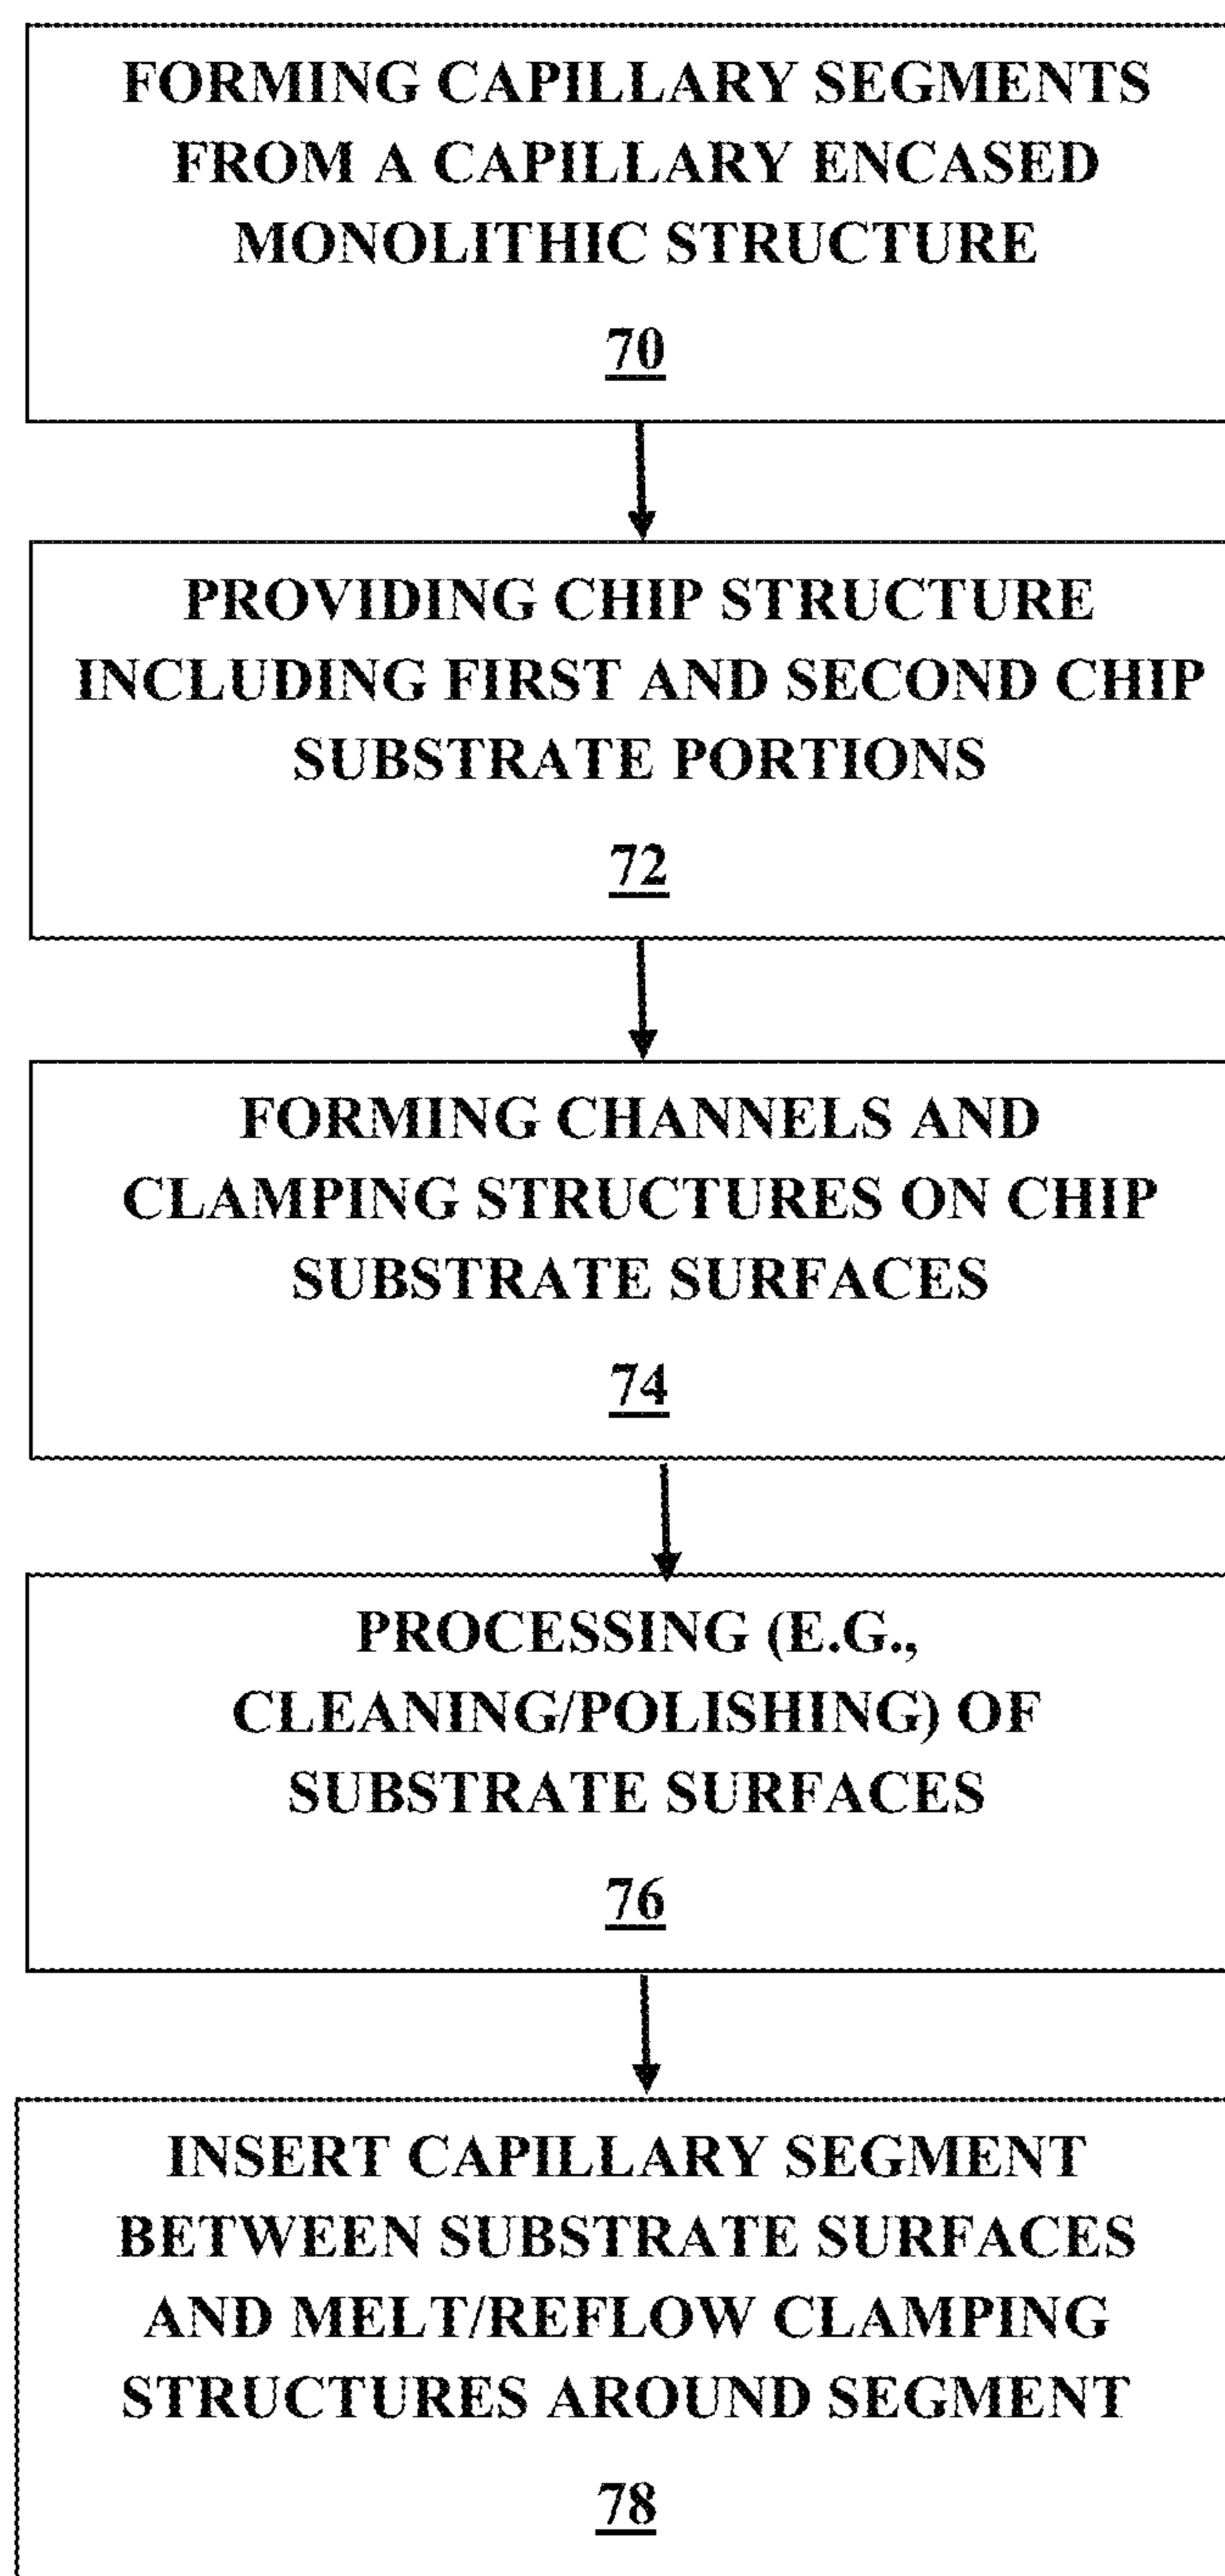 FORMING CAPILLARY SEGMENTS
FROM A CAPILLARY ENCASED
MONOLITHIC STRUCTURE
70
PROVIDING CHIP STRUCTURE
INCLUDING FIRST AND SECOND CHIP
SUBSTRATE PORTIONS
72
FORMING CHANNELS AND
CLAMPING STRUCTURES ON CHIP
SUBSTRATE SURFACES
74
PROCESSING (E.G.,
CLEANING/POLISHING) OF
SUBSTRATE SURFACES
76
INSERT CAPILLARY SEGMENT
BETWEEN SUBSTRATE SURFACES
AND MELT/REFLOW CLAMPING
STRUCTURES AROUND SEGMENT
78